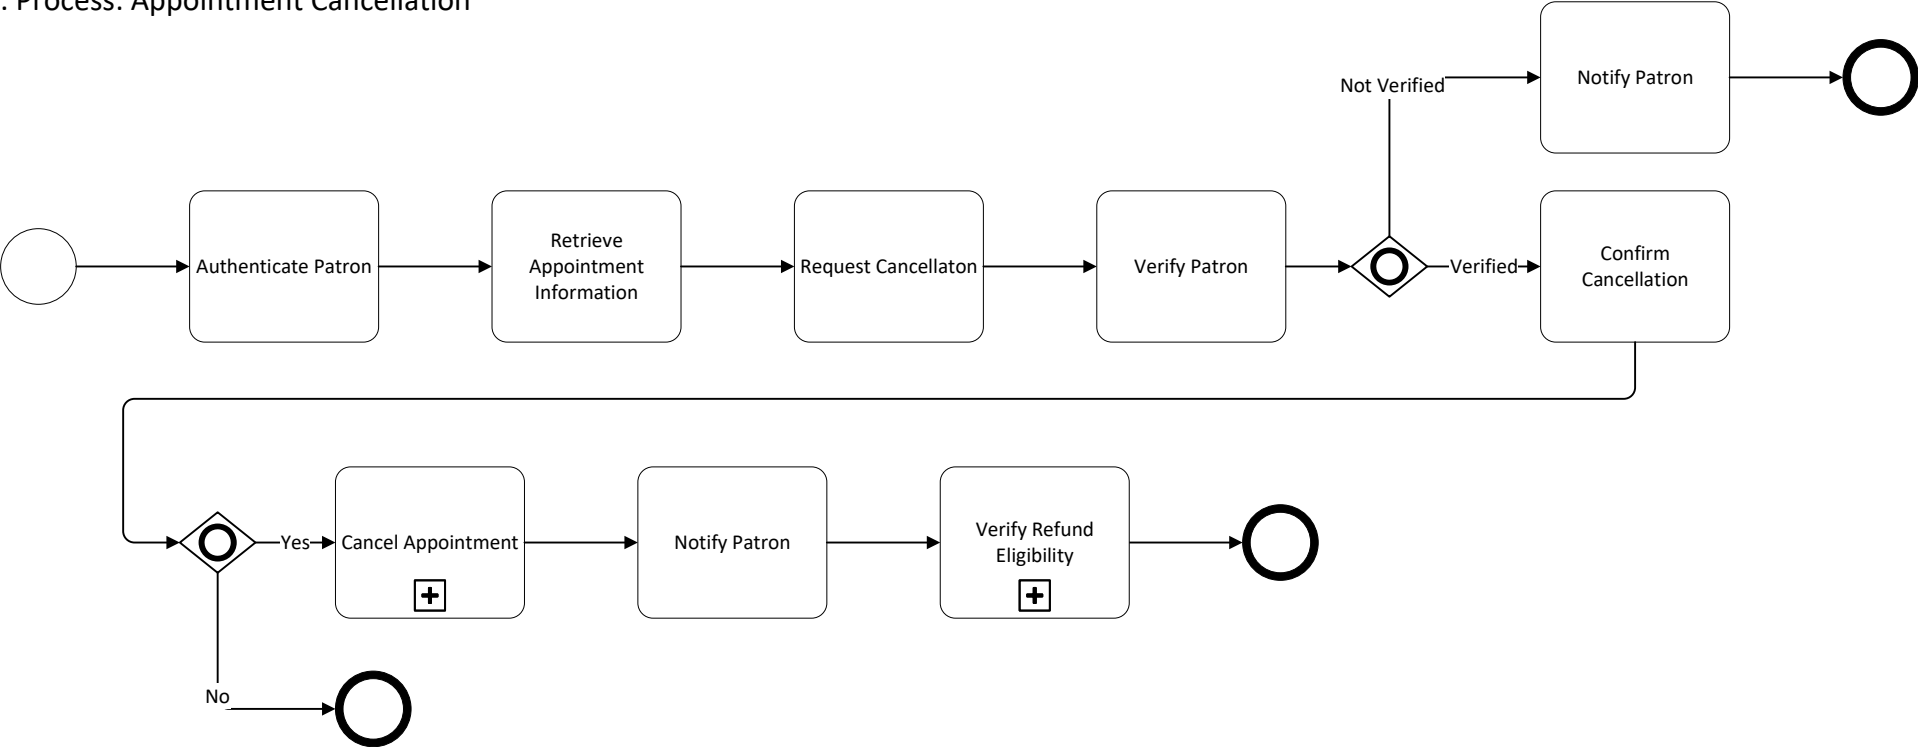 . Process: Appointment Cancellation
Not Verified
Notify Patron
Authenticate Patron
Retrieve
Appointment
Information
Request Cancellaton
Verify Patron
Verified
Confirm
Cancellation
Yes
Cancel Appointment
Notify Patron
Verify Refund
Eligibility
No